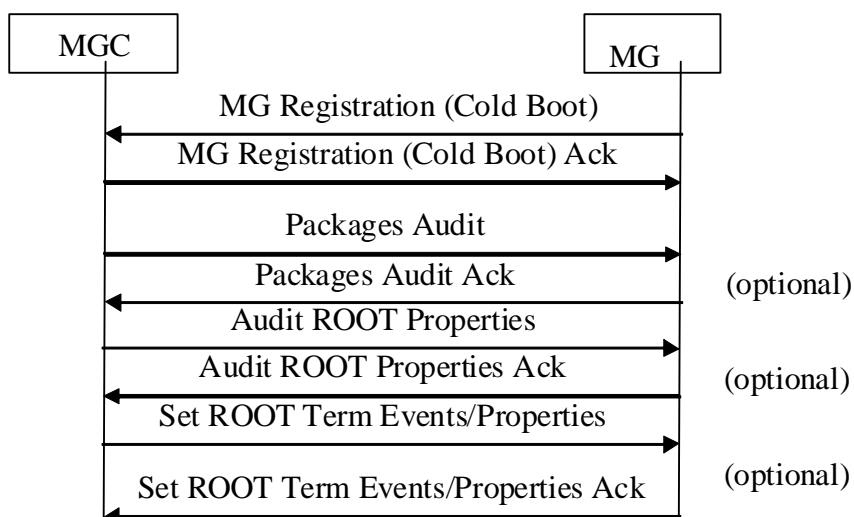 MGC
MG
MG Registration (Cold Boot)
MG Registration (Cold Boot) Ack
Packages Audit
Packages Audit Ack
(optional)
Audit ROOT Properties
Audit ROOT Properties Ack
(optional)
Set ROOT Term Events/Properties
(optional)
Set ROOT Term Events/Properties Ack